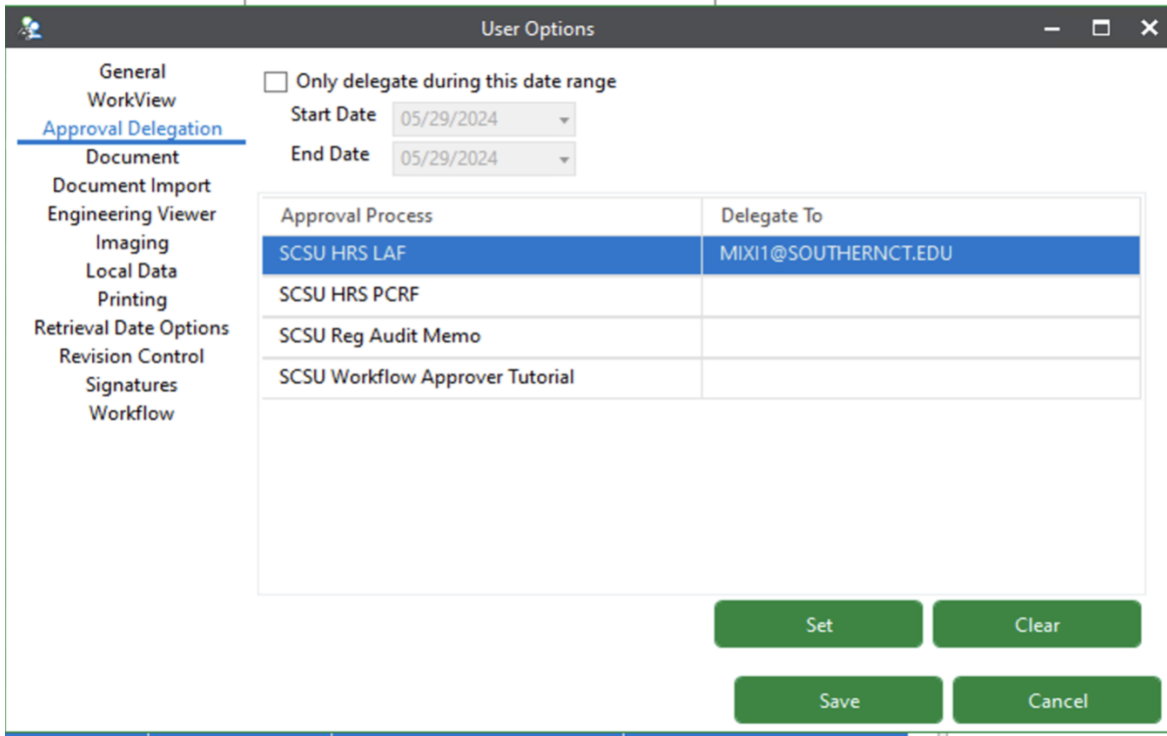 User Options
General
WorkView
Approval Delegation
Document
Document Import
Engineering Viewer
Imaging
Local Data
Printing
Retrieval Date Options
Revision Control
Signatures
Workflow
Only delegate during this date range
Start Date 05/29/2024
End Date 05/29/2024
Approval Process Delegate To
SCSU HRS LAF MIXI1@SOUTHERNCT.EDU
SCSU HRS PCRF
SCSU Reg Audit Memo
SCSU Workflow Approver Tutorial
Set Clear
Save Cancel